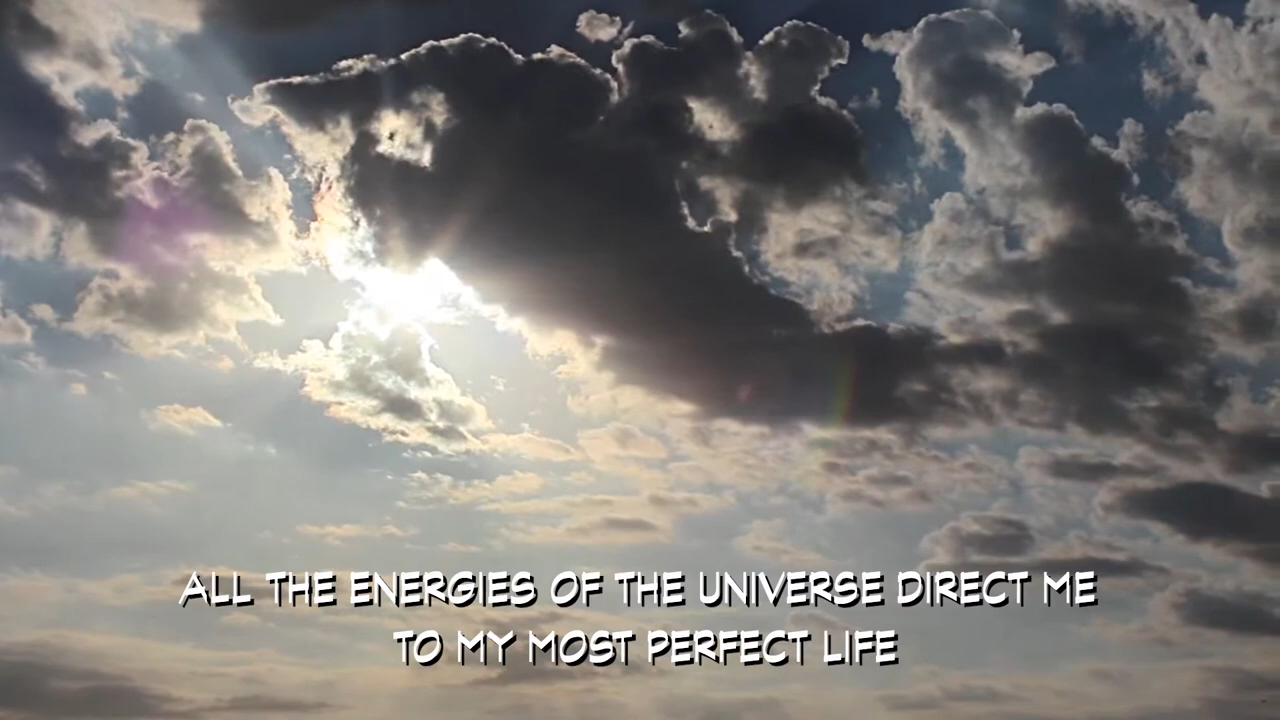 ALL THE ENERGIES OF THE UNIVERSE DIRECT ME
TO MY MOST PERFECT LIFE